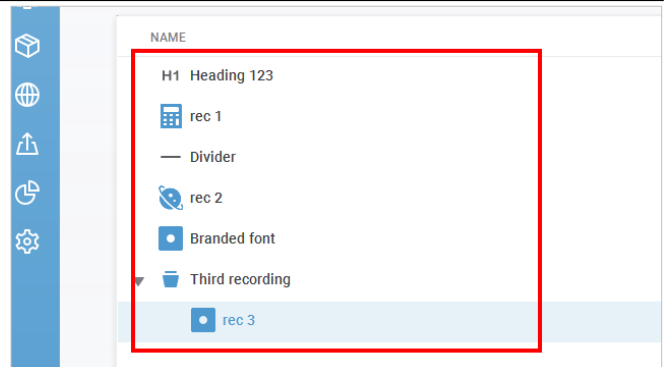 NAME
H1 Heading 123
rec 1
Divider
rec 2
Branded font
Third recording
rec 3